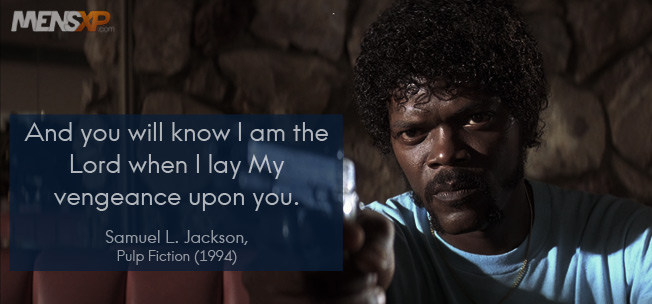 MENSXP.com
And you will know I am the
Lord when I lay My
vengeance upon you.
Samuel L. Jackson,
Pulp Fiction (1994)